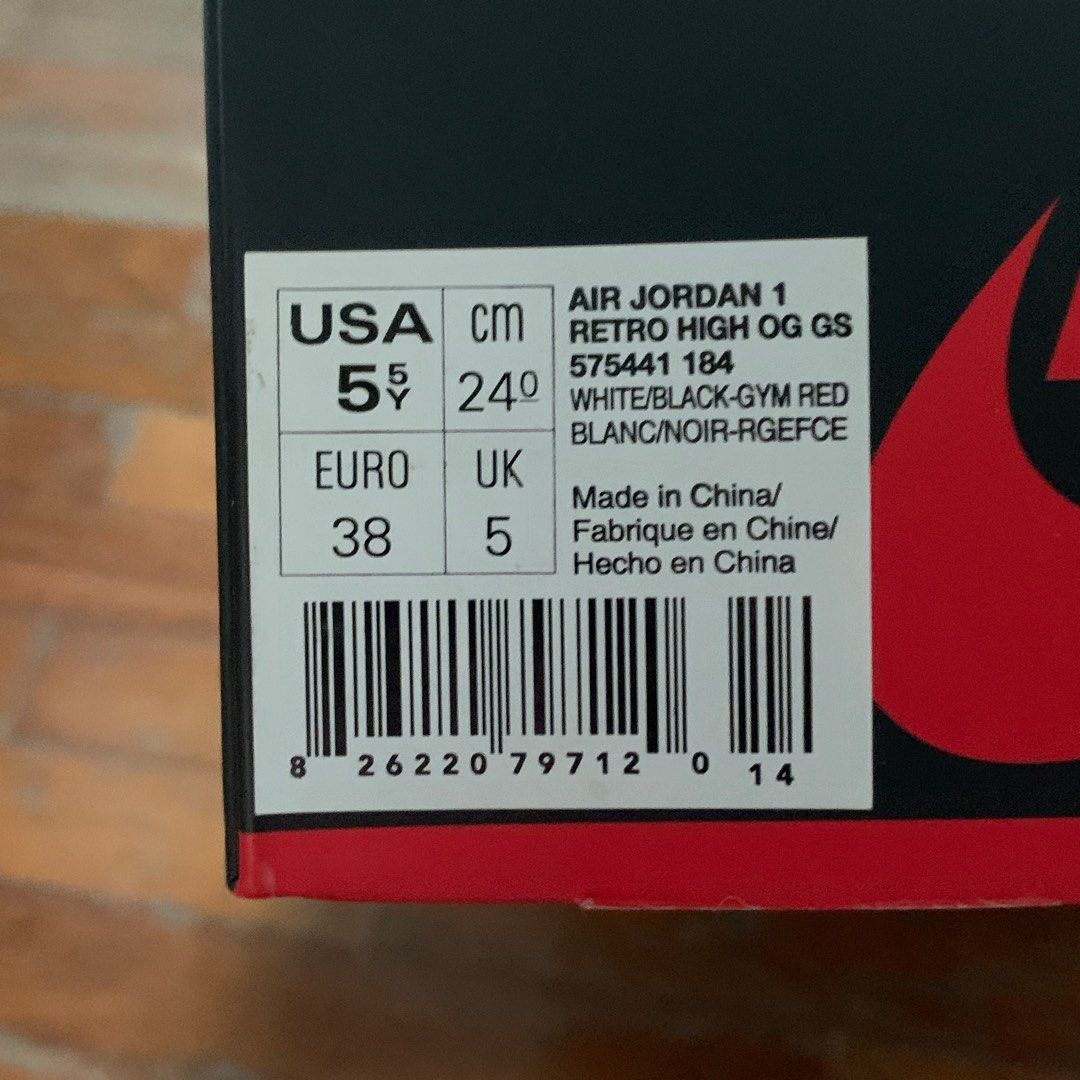 USA
5 5Y
cm
24 0
EURO
38
UK
5
AIR JORDAN 1
RETRO HIGH OG GS
575441 184
WHITE/BLACK-GYM RED
BLANC/NOIR-RGEFCE
Made in China/
Fabrique en Chine/
Hecho en China
8 26220 79712 0 14